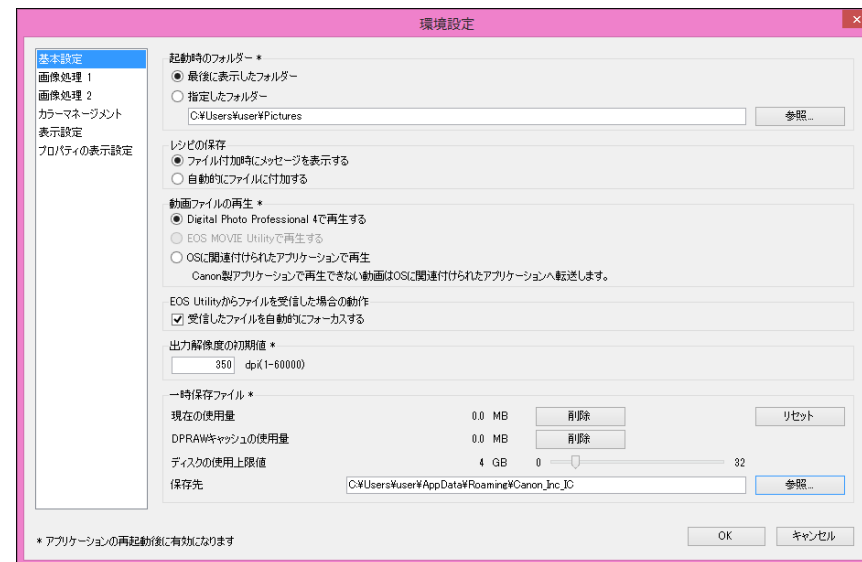 環境設定
基本設定
画像処理 1
画像処理 2
カラーマネージメント
表示設定
プロパティの表示設定
起動時のフォルダー *
最後に表示したフォルダー
指定したフォルダー
C:¥Users¥user¥Pictures 参照...
レシピの保存
ファイル付加時にメッセージを表示する
自動的にファイルに付加する
動画ファイルの再生 *
Digital Photo Professional 4で再生する
EOS MOVIE Utilityで再生する
OSに関連付けられたアプリケーションで再生
Canon製アプリケーションで再生できない動画はOSに関連付けられたアプリケーションへ転送します。
EOS Utilityからファイルを受信した場合の動作
受信したファイルを自動的にフォーカスする
出力解像度の初期値 *
350 dpi(1-60000)
一時保存ファイル *
現在の使用量 0.0 MB 削除 リセット
DPRAWキャッシュの使用量 0.0 MB 削除
ディスクの使用上限値 4 GB 0 32
保存先 C:¥Users¥user¥AppData¥Roaming¥Canon_Inc_IC 参照...
* アプリケーションの再起動後に有効になります
OK キャンセル